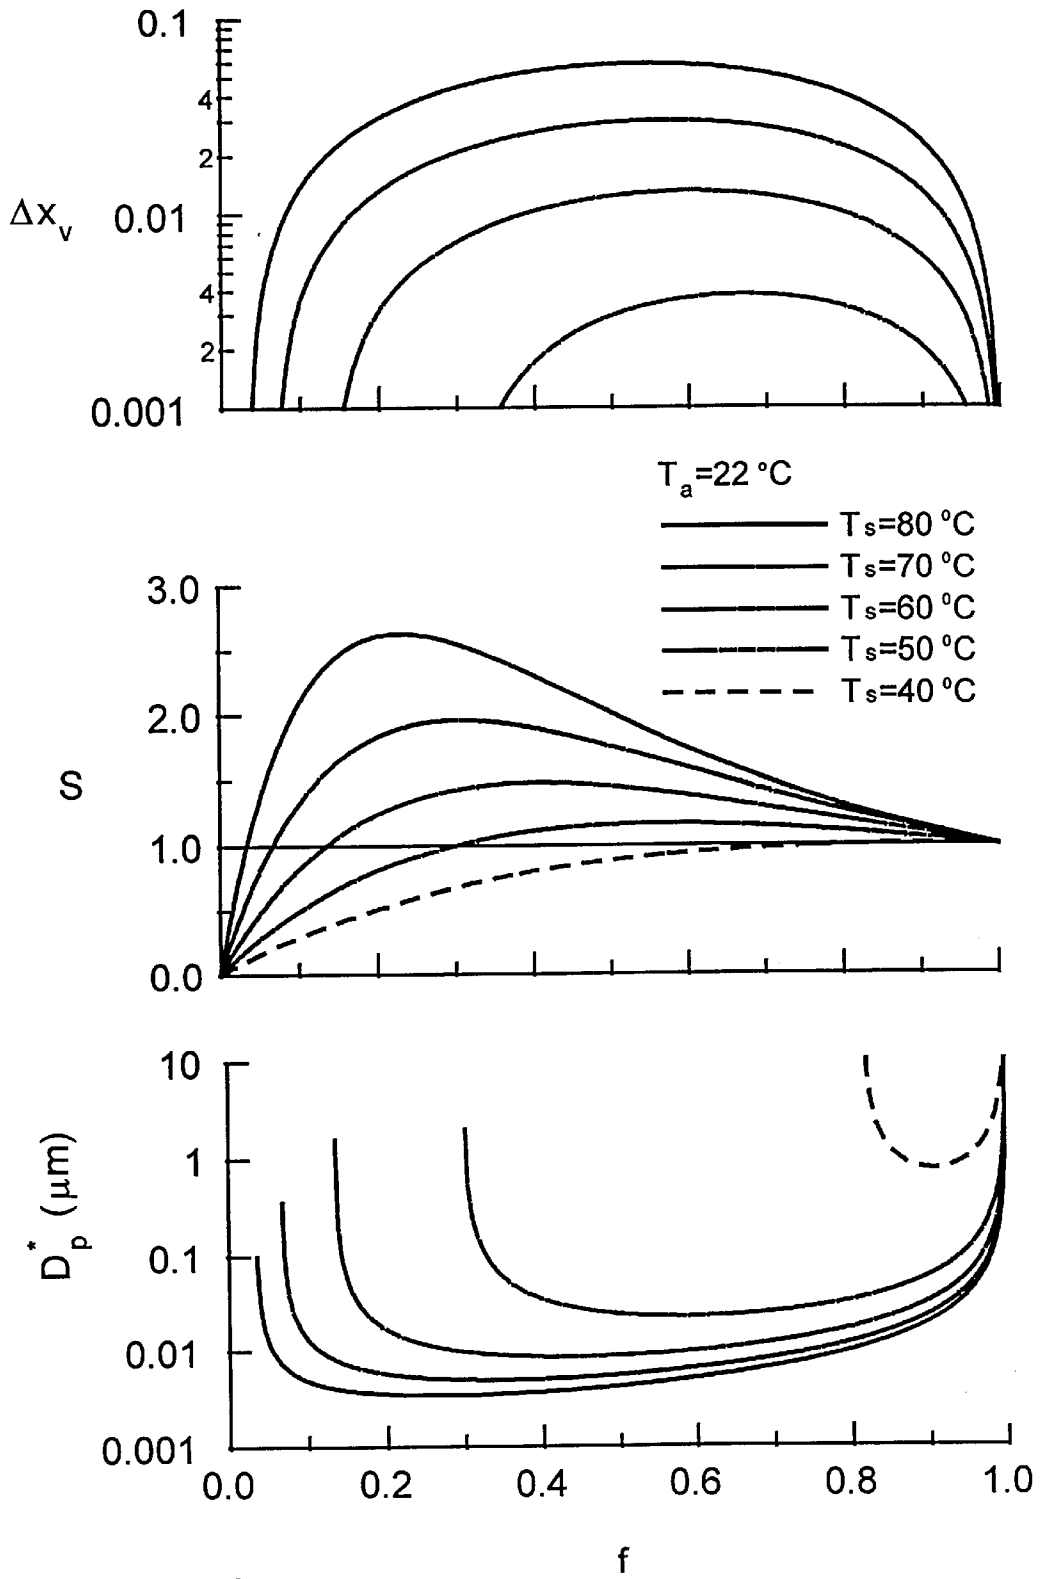 0.1
4
2
Δx_v
0.01
4
2
0.001
T_a=22 °C
Ts=80 °C
Ts=70 °C
Ts=60 °C
Ts=50 °C
Ts=40 °C
3.0
2.0
S
1.0
0.0
10
1
D_p^* (μm)
0.1
0.01
0.001
0.0 0.2 0.4 0.6 0.8 1.0
f